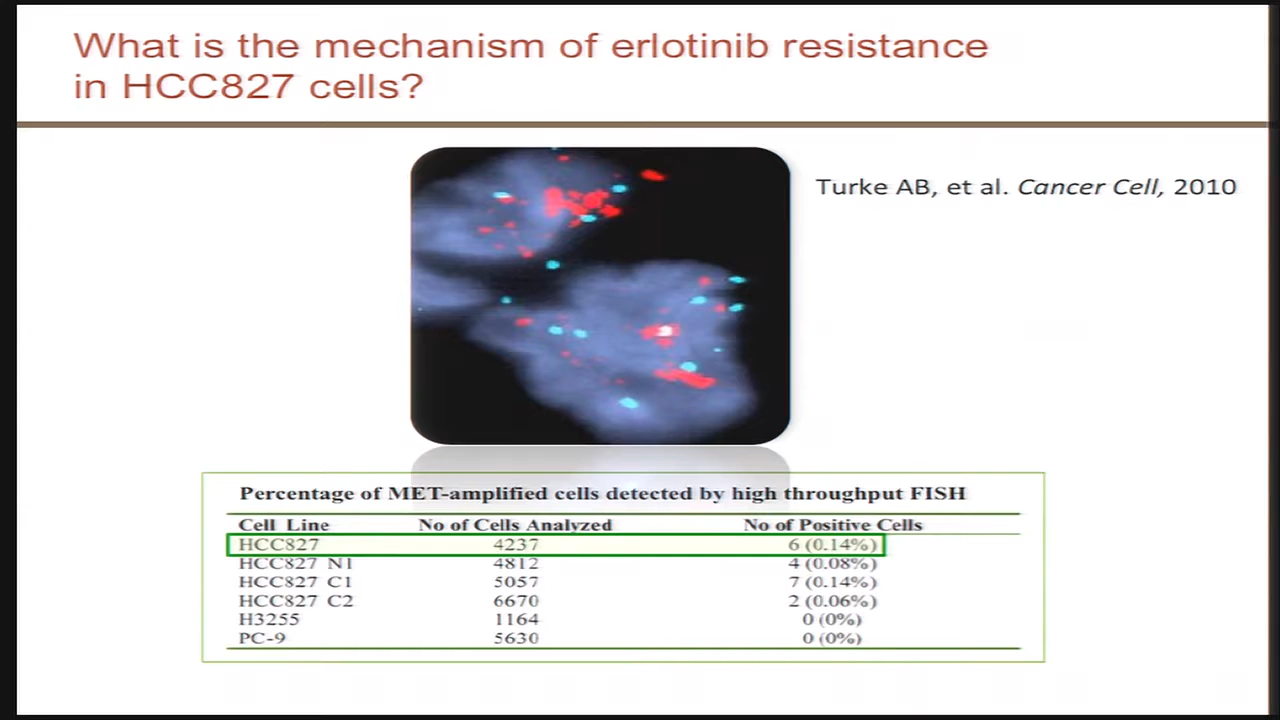 What is the mechanism of erlotinib resistance
in HCC827 cells?
Turke AB, et al. Cancer Cell, 2010
Percentage of MET-amplified cells detected by high throughput FISH
Cell Line No of Cells Analyzed No of Positive Cells
HCC827 4237 6 (0.14%)
HCC827 N1 4812 4 (0.08%)
HCC827 C1 5057 7 (0.14%)
HCC827 C2 6670 2 (0.06%)
H3255 1164 0 (0%)
PC-9 5630 0 (0%)